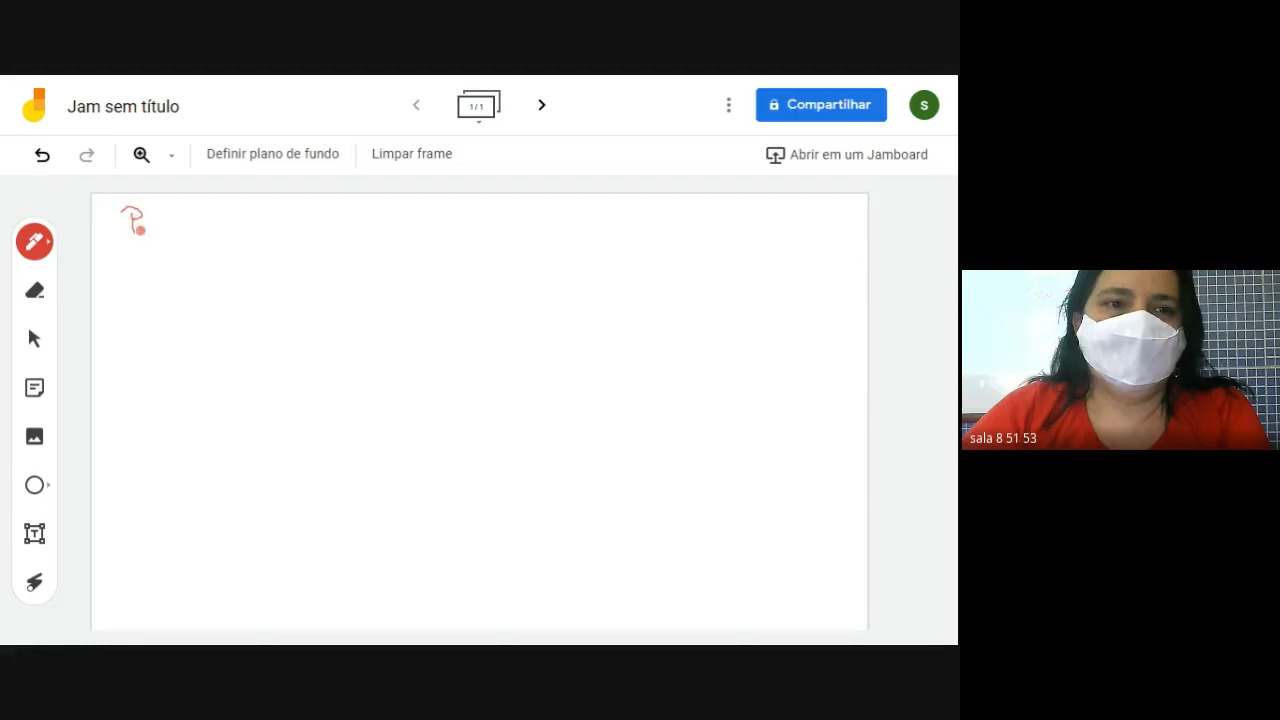 Jam sem título
1/1
Compartilhar
S
Definir plano de fundo
Limpar frame
Abrir em um Jamboard
P
sala 8 51 53